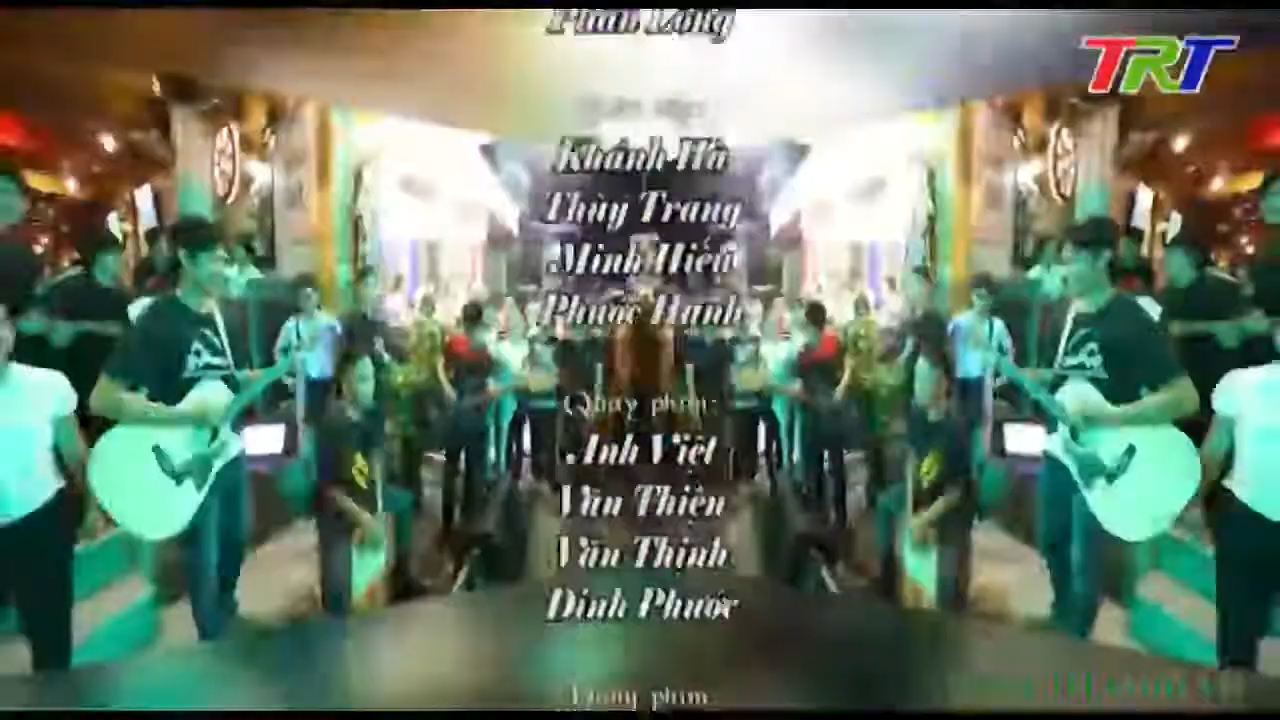 TRT
Khánh Hà
Thùy Trang
Minh Hiếu
Phước Hạnh
Quay phim:
Anh Việt
Văn Thiện
Văn Thịnh
Đình Phước
phim